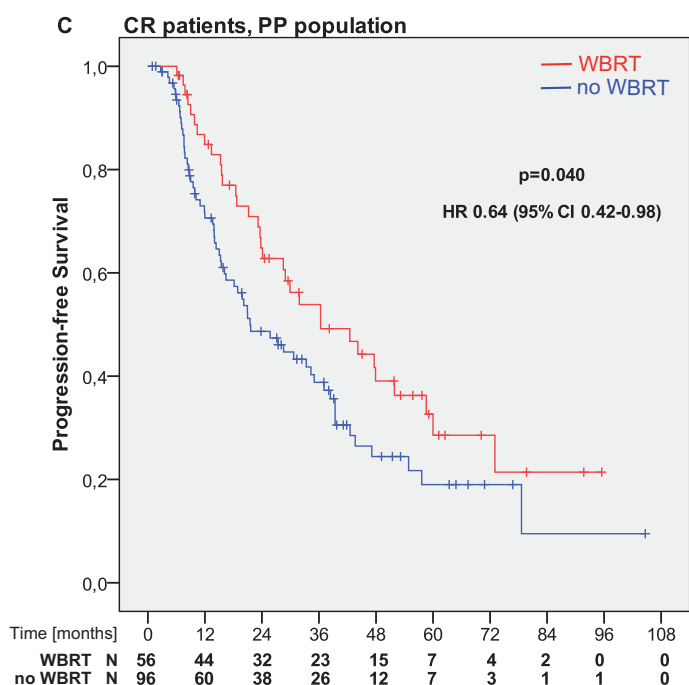 C CR patients, PP population
WBRT
no WBRT
p=0.040
HR 0.64 (95% CI 0.42-0.98)
Progression-free Survival
1,0
0,8
0,6
0,4
0,2
0,0
Time [months] 0 12 24 36 48 60 72 84 96 108
WBRT N 56 44 32 23 15 7 4 2 0 0
no WBRT N 96 60 38 26 12 7 3 1 1 0